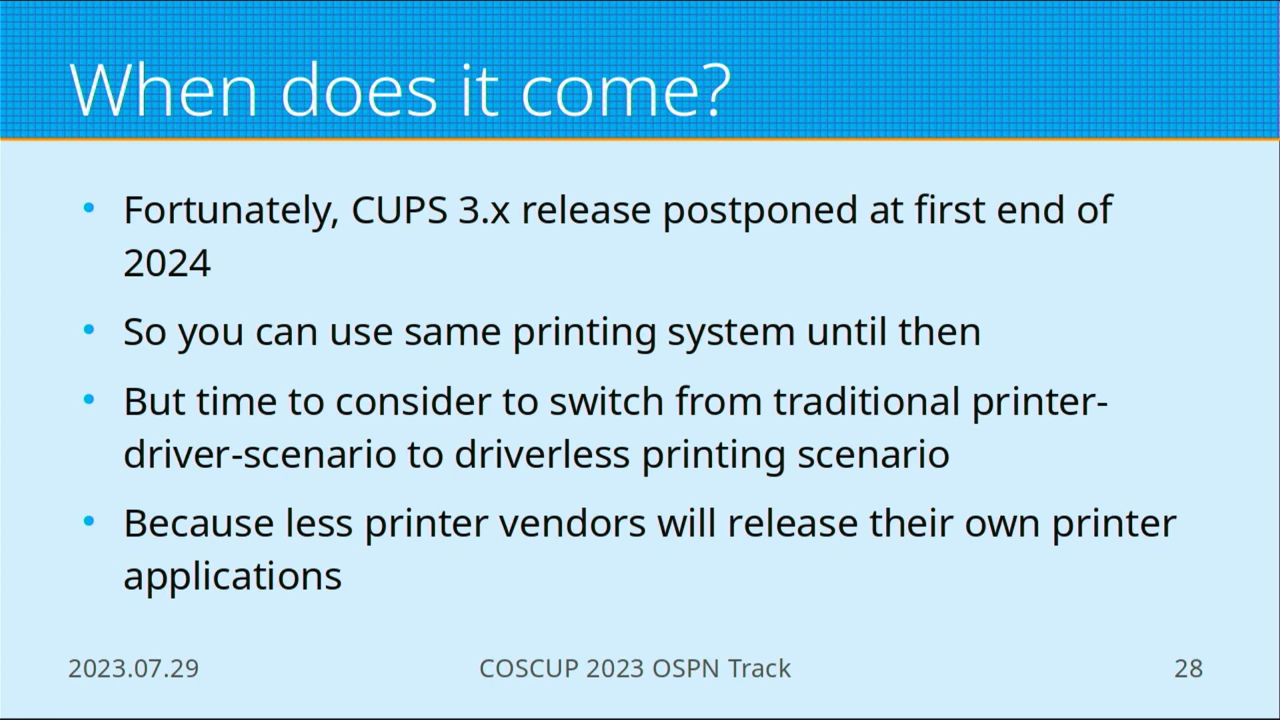 When does it come?
• Fortunately, CUPS 3.x release postponed at first end of
2024
• So you can use same printing system until then
• But time to consider to switch from traditional printer-
driver-scenario to driverless printing scenario
• Because less printer vendors will release their own printer
applications
2023.07.29
COSCUP 2023 OSPN Track
28